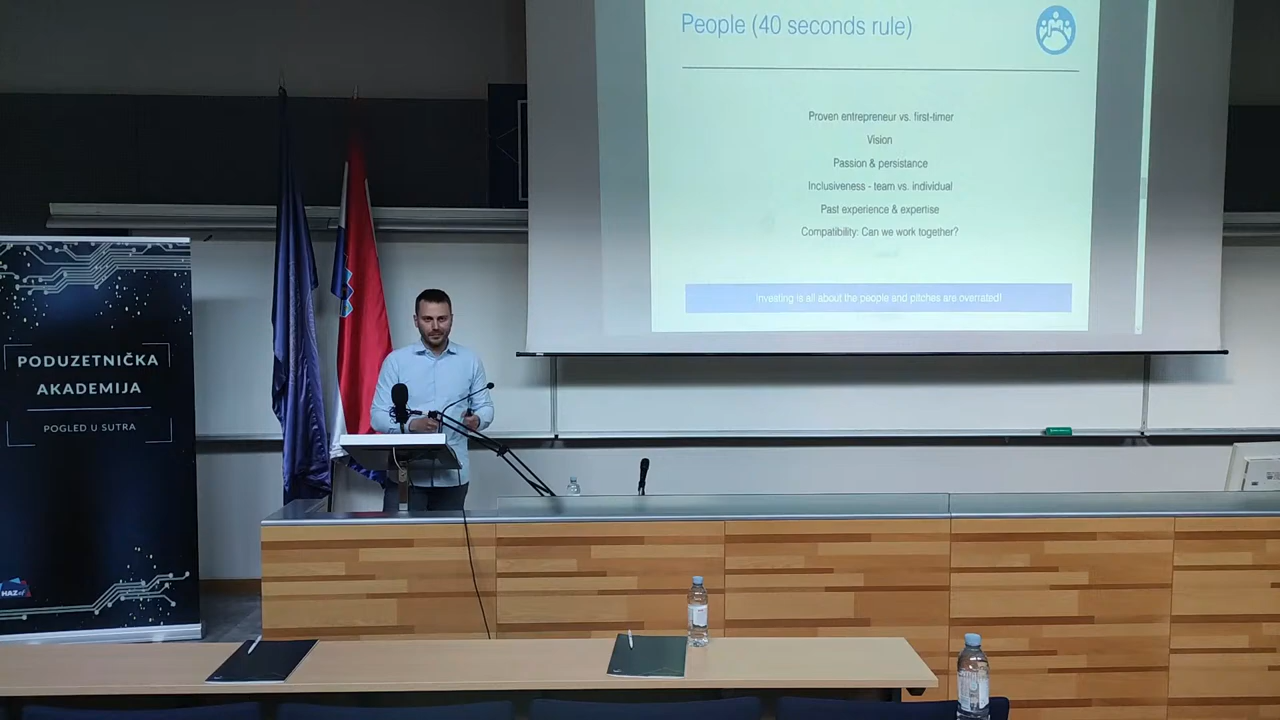 People (40 seconds rule)
Proven entrepreneur vs. first-timer
Vision
Passion & persistance
Inclusiveness - team vs. individual
Past experience & expertise
Compatibility: Can we work together?
Investing is all about the people and pitches are overrated!
PODUZETNIČKA
AKADEMIJA
POGLED U SUTRA
HAZ